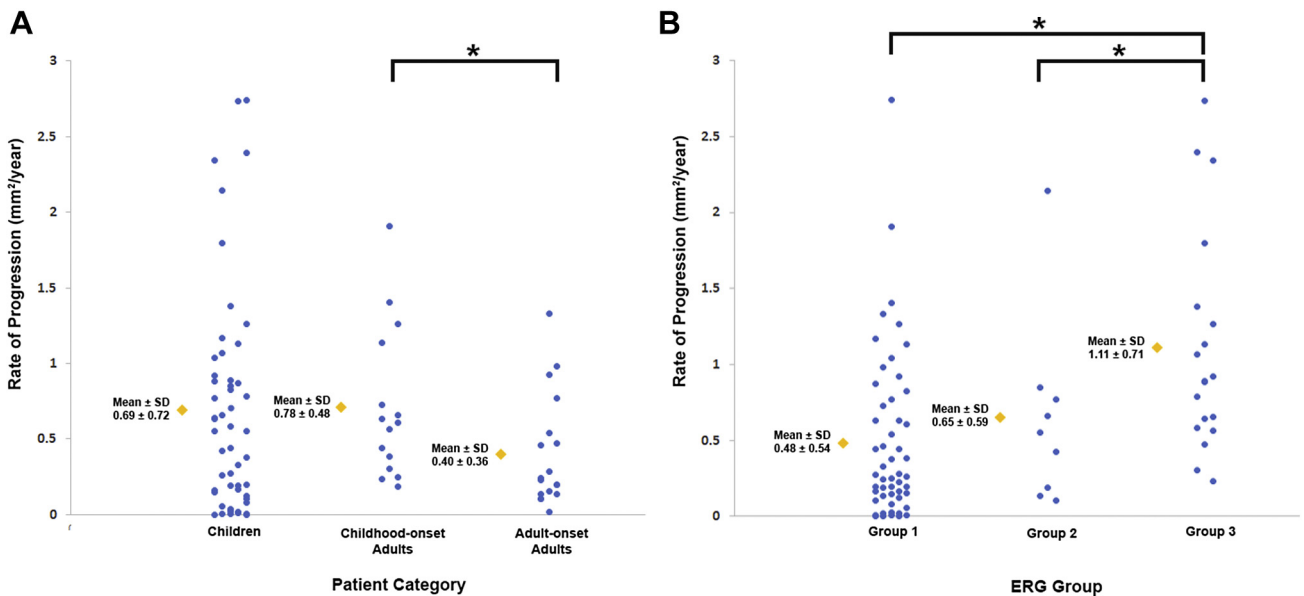 A
*
Rate of Progression (mm²/year)
3
2.5
2
1.5
1
0.5
0
Mean ± SD
0.69 ± 0.72
Mean ± SD
0.78 ± 0.48
Mean ± SD
0.40 ± 0.36
Children
Childhood-onset
Adults
Adult-onset
Adults
Patient Category
B
*
*
Rate of Progression (mm²/year)
3
2.5
2
1.5
1
0.5
0
Mean ± SD
0.48 ± 0.54
Mean ± SD
0.65 ± 0.59
Mean ± SD
1.11 ± 0.71
Group 1
Group 2
Group 3
ERG Group